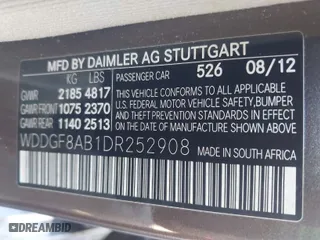 MFD BY DAIMLER AG STUTTGART
KG LBS PASSENGER CAR 526 08/12
GVWR 2185 4817
GAWR FRONT 1075 2370
GAWR REAR 1140 2513
THIS VEHICLE CONFORMS TO ALL APPLICABLE
U.S. FEDERAL MOTOR VEHICLE SAFETY, BUMPER
AND THEFT PREVENTION STANDARDS
IN EFFECT ON THE DATE OF
MANUFACTURE SHOWN ABOVE.
WDDGF8AB1DR252908
MADE IN SOUTH AFRICA